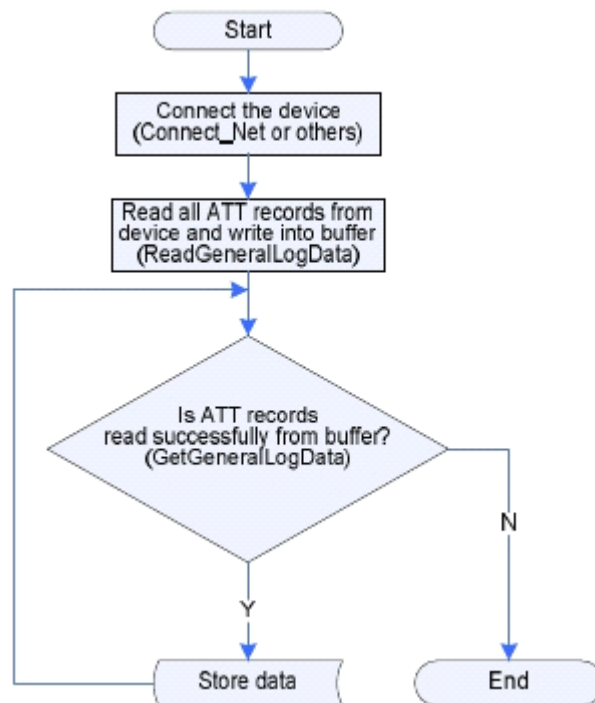 Start
Connect the device
(Connect_Net or others)
Read all ATT records from
device and write into buffer
(ReadGeneralLogData)
Is ATT records
read successfully from buffer?
(GetGeneralLogData)
N
Y
Store data
End